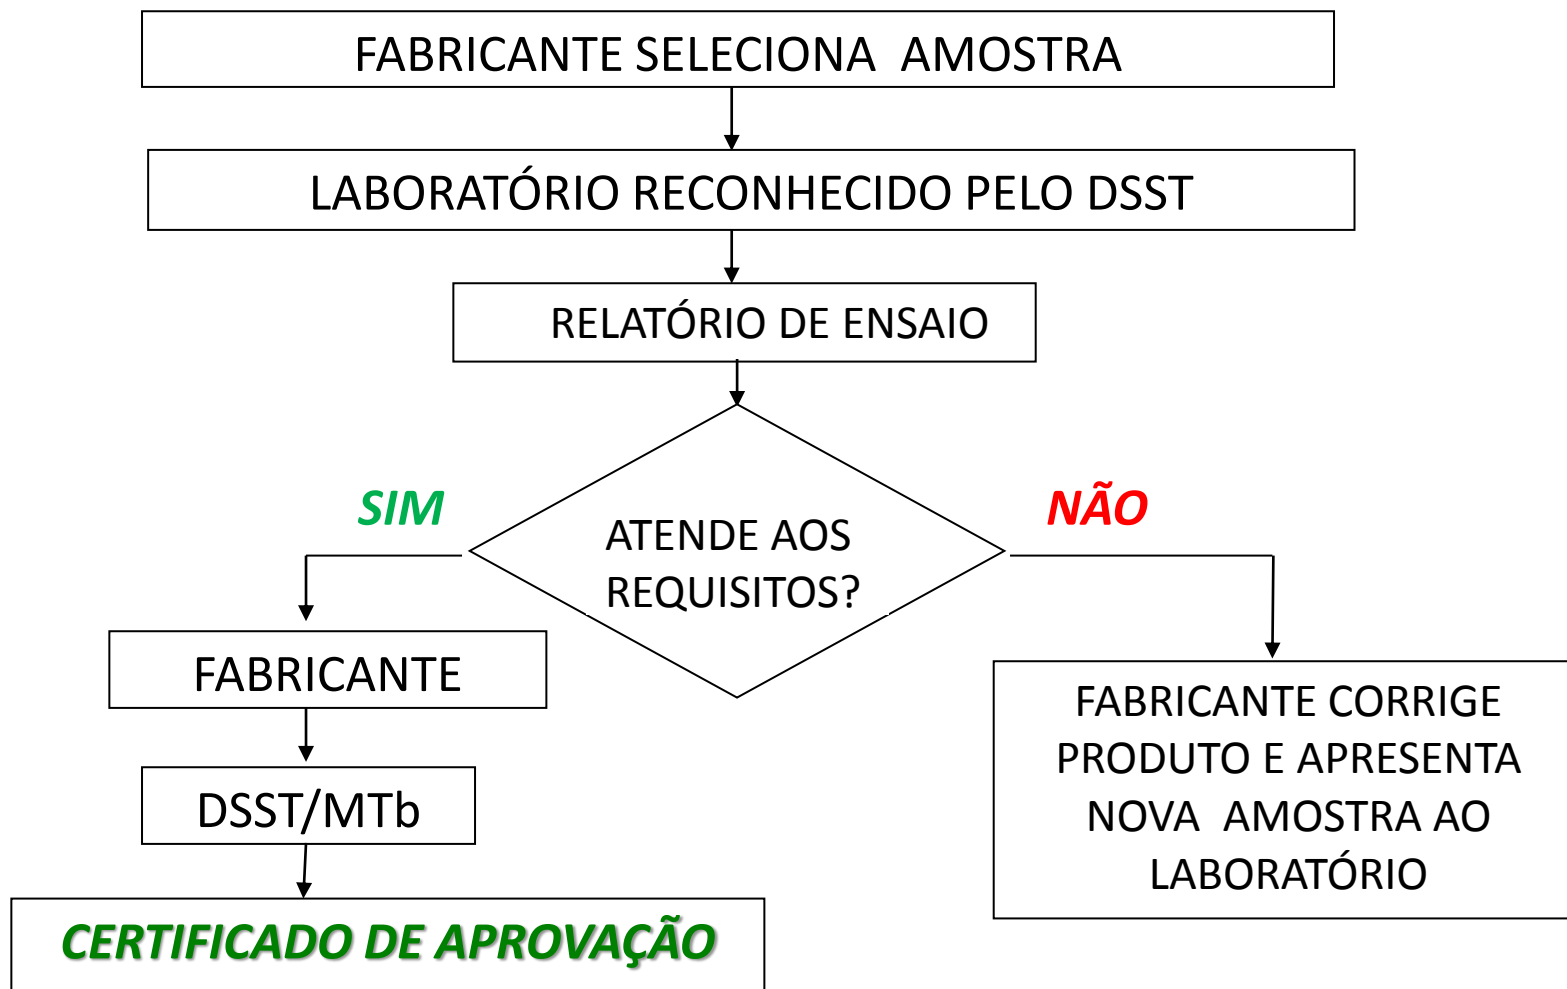 FABRICANTE SELECIONA AMOSTRA
LABORATÓRIO RECONHECIDO PELO DSST
RELATÓRIO DE ENSAIO
SIM
NÃO
ATENDE AOS
REQUISITOS?
FABRICANTE
DSST/MTb
CERTIFICADO DE APROVAÇÃO
FABRICANTE CORRIGE
PRODUTO E APRESENTA
NOVA AMOSTRA AO
LABORATÓRIO